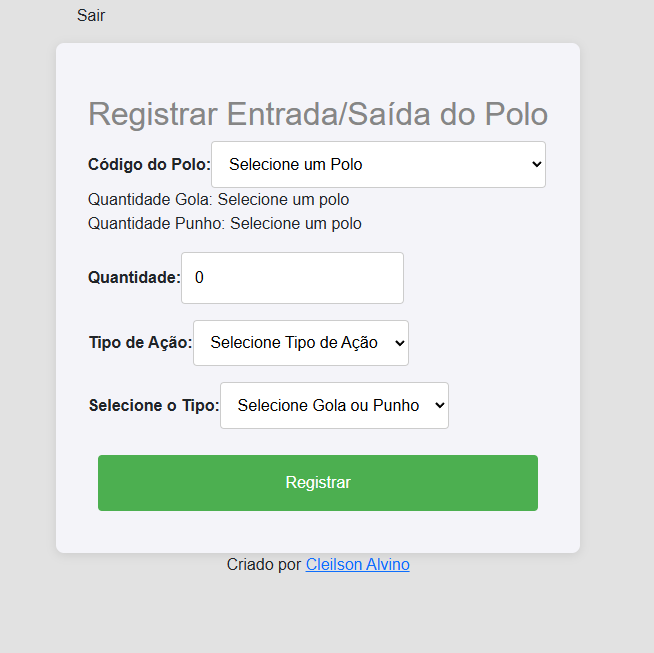 Sair
Registrar Entrada/Saída do Polo
Código do Polo: Selecione um Polo
Quantidade Gola: Selecione um polo
Quantidade Punho: Selecione um polo
Quantidade: 0
Tipo de Ação: Selecione Tipo de Ação
Selecione o Tipo: Selecione Gola ou Punho
Registrar
Criado por Cleilson Alvino